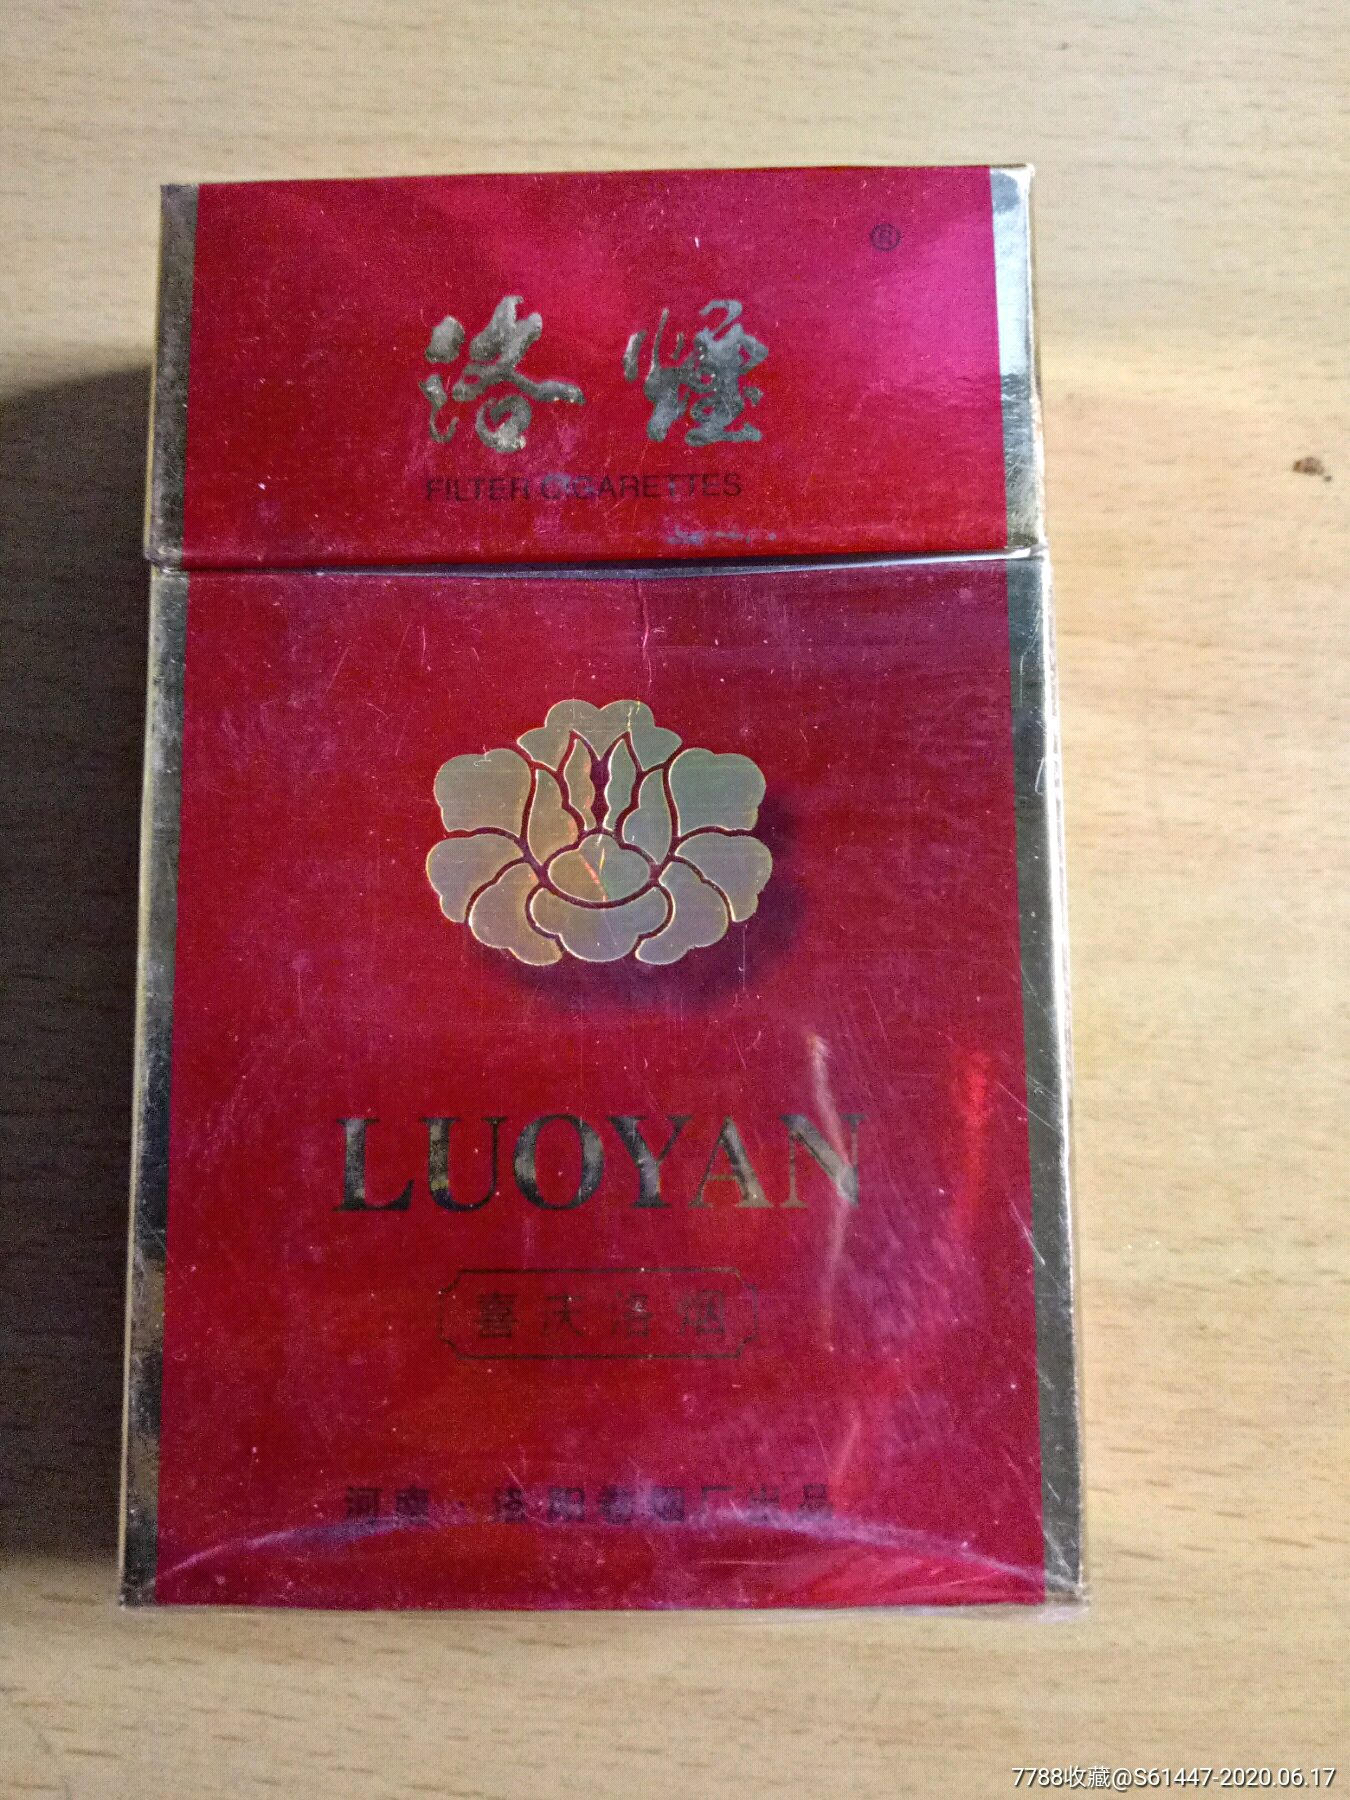 ®
洛煙
FILTER CIGARETTES
LUOYAN
喜庆洛烟
河南·洛阳卷烟厂出品
7788收藏@S61447-2020.06.17